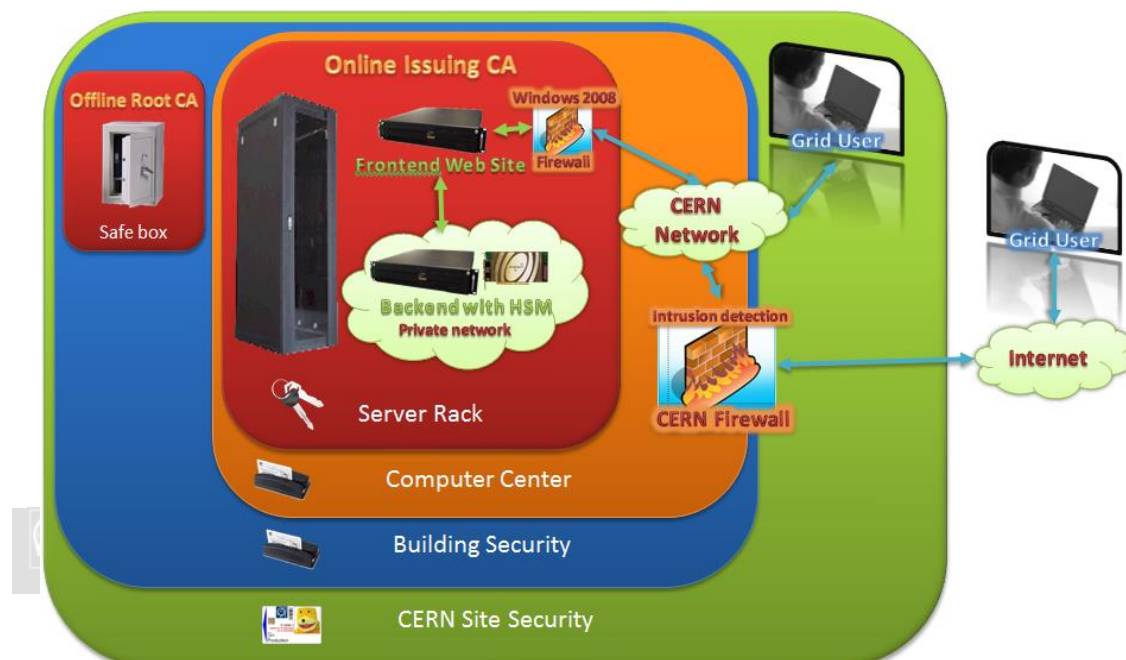 Online Issuing CA
Offline Root CA
Safe box
Windows 2008
Firewall
Frontend Web Site
Backend with HSM
Private network
Server Rack
CERN
Network
Grid User
Grid User
Intrusion detection
CERN Firewall
Internet
Computer Center
Building Security
CERN Site Security